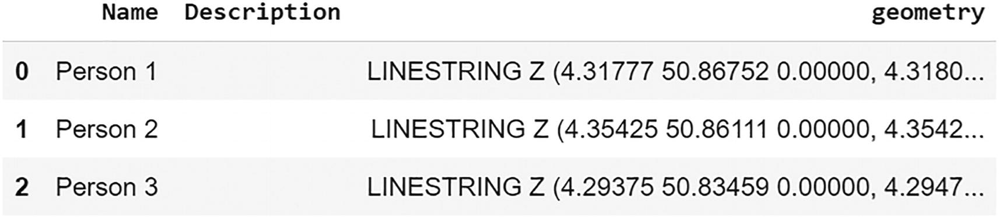 Name Description geometry
0 Person 1 LINESTRING Z (4.31777 50.86752 0.00000, 4.3180...
1 Person 2 LINESTRING Z (4.35425 50.86111 0.00000, 4.3542...
2 Person 3 LINESTRING Z (4.29375 50.83459 0.00000, 4.2947...